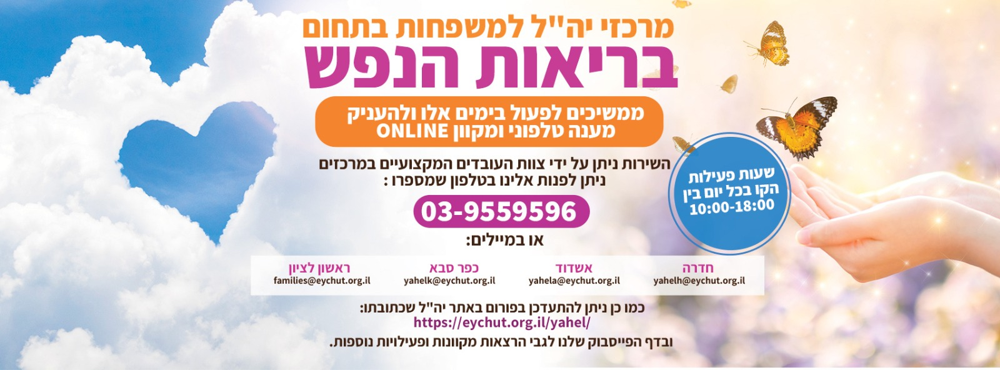 מרכזי יה"ל למשפחות בתחום
בריאות הנפש
ממשיכים לפעול בימים אלו ולהעניק
מענה טלפוני ומקוון ONLINE
השירות ניתן על ידי צוות העובדים המקצועיים במרכזים
ניתן לפנות אלינו בטלפון שמספרו :
03-9559596
או במיילים:
שעות פעילות
הקו בכל יום בין
10:00-18:00
חדרה
yahelh@eychut.org.il
אשדוד
yahela@eychut.org.il
כפר סבא
yahelk@eychut.org.il
ראשון לציון
families@eychut.org.il
כמו כן ניתן להתעדכן בפורום באתר יה"ל שכתובתו:
https://eychut.org.il/yahel/
ובדף הפייסבוק שלנו לגבי הרצאות מקוונות ופעילויות נוספות.